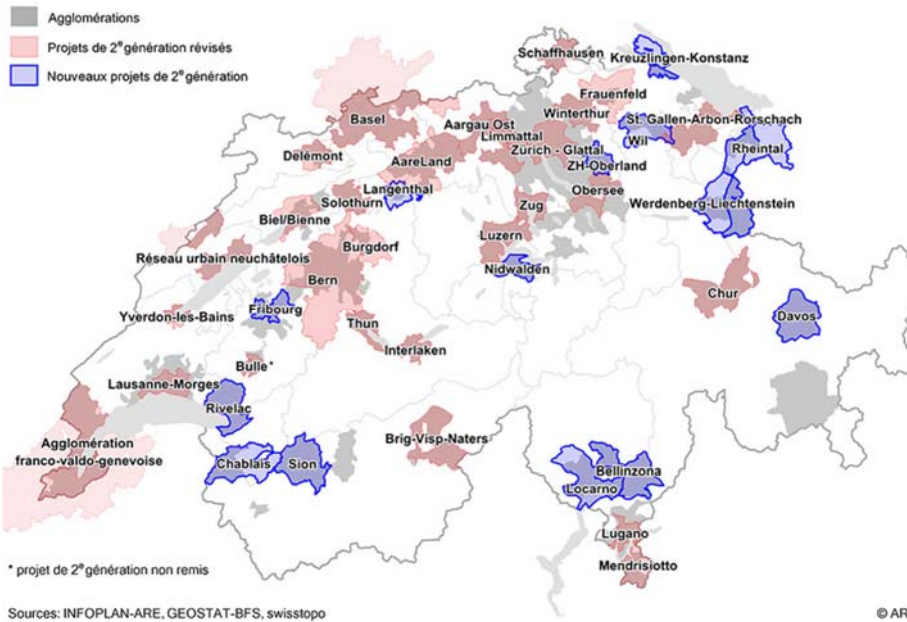 Agglomérations
Projets de 2e génération révisés
Nouveaux projets de 2e génération
Schaffhausen
Kreuzlingen-Konstanz
Frauenfeld
Basel
Winterthur
Aargau Ost
St. Gallen-Arbon-Rorschach
Limmattal
Wil
Zürich - Glattal
Rheintal
Delémont
AareLand
ZH-Oberland
Langenthal
Obersee
Solothurn
Werdenberg-Liechtenstein
Zug
Biel/Bienne
Luzern
Burgdorf
Réseau urbain neuchâtelois
Nidwalden
Bern
Chur
Fribourg
Yverdon-les-Bains
Davos
Thun
Interlaken
Bulle*
Lausanne-Morges
Rivelac
Agglomération
franco-valdo-genevoise
Brig-Visp-Naters
Chablais
Sion
Bellinzona
Locarno
Lugano
Mendrisiotto
* projet de 2e génération non remis
Sources: INFOPLAN-ARE, GEOSTAT-BFS, swisstopo
© AR